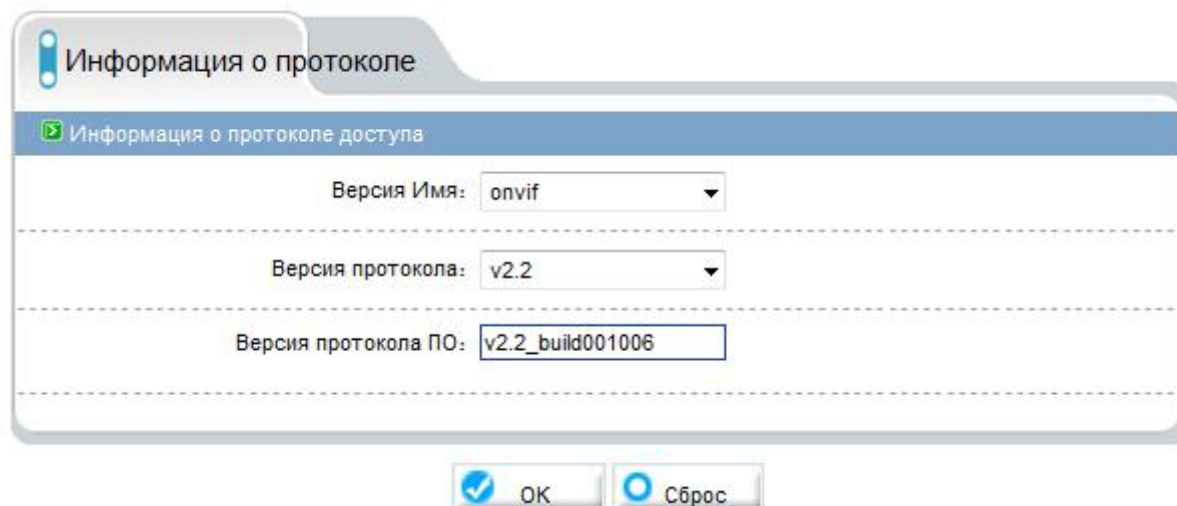 Информация о протоколе
Информация о протоколе доступа
Версия Имя: onvif
Версия протокола: v2.2
Версия протокола ПО: v2.2_build001006
OK Сброс